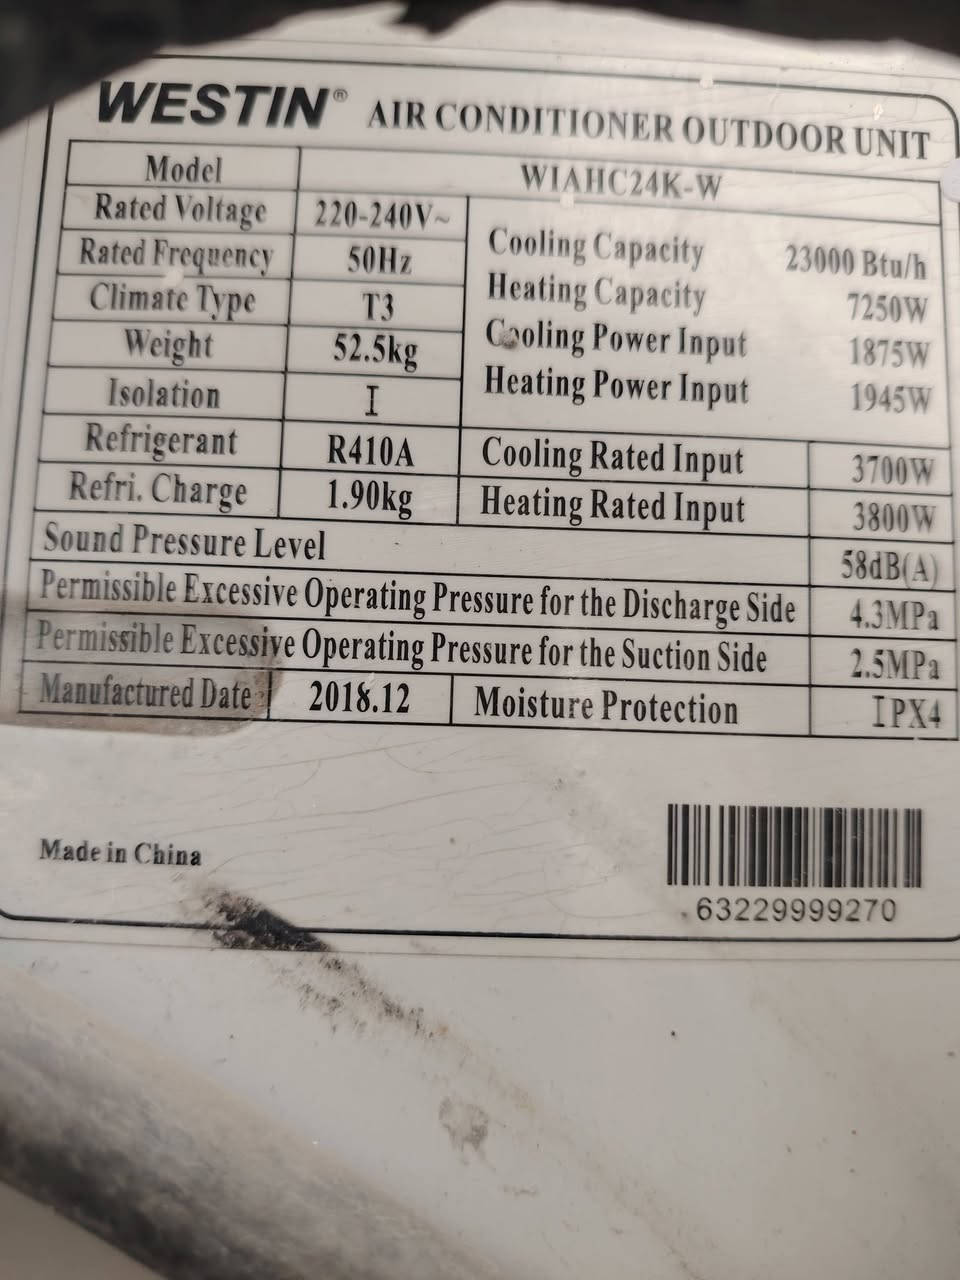 WESTIN® AIR CONDITIONER OUTDOOR UNIT
Model WIAHC24K-W
Rated Voltage 220-240V~
Rated Frequency 50Hz
Climate Type T3
Weight 52.5kg
Isolation I
Refrigerant R410A
Refri. Charge 1.90kg
Cooling Capacity 23000 Btu/h
Heating Capacity 7250W
Cooling Power Input 1875W
Heating Power Input 1945W
Cooling Rated Input 3700W
Heating Rated Input 3800W
Sound Pressure Level 58dB(A)
Permissible Excessive Operating Pressure for the Discharge Side 4.3MPa
Permissible Excessive Operating Pressure for the Suction Side 2.5MPa
Manufactured Date 2018.12 Moisture Protection IPX4
Made in China
63229999270